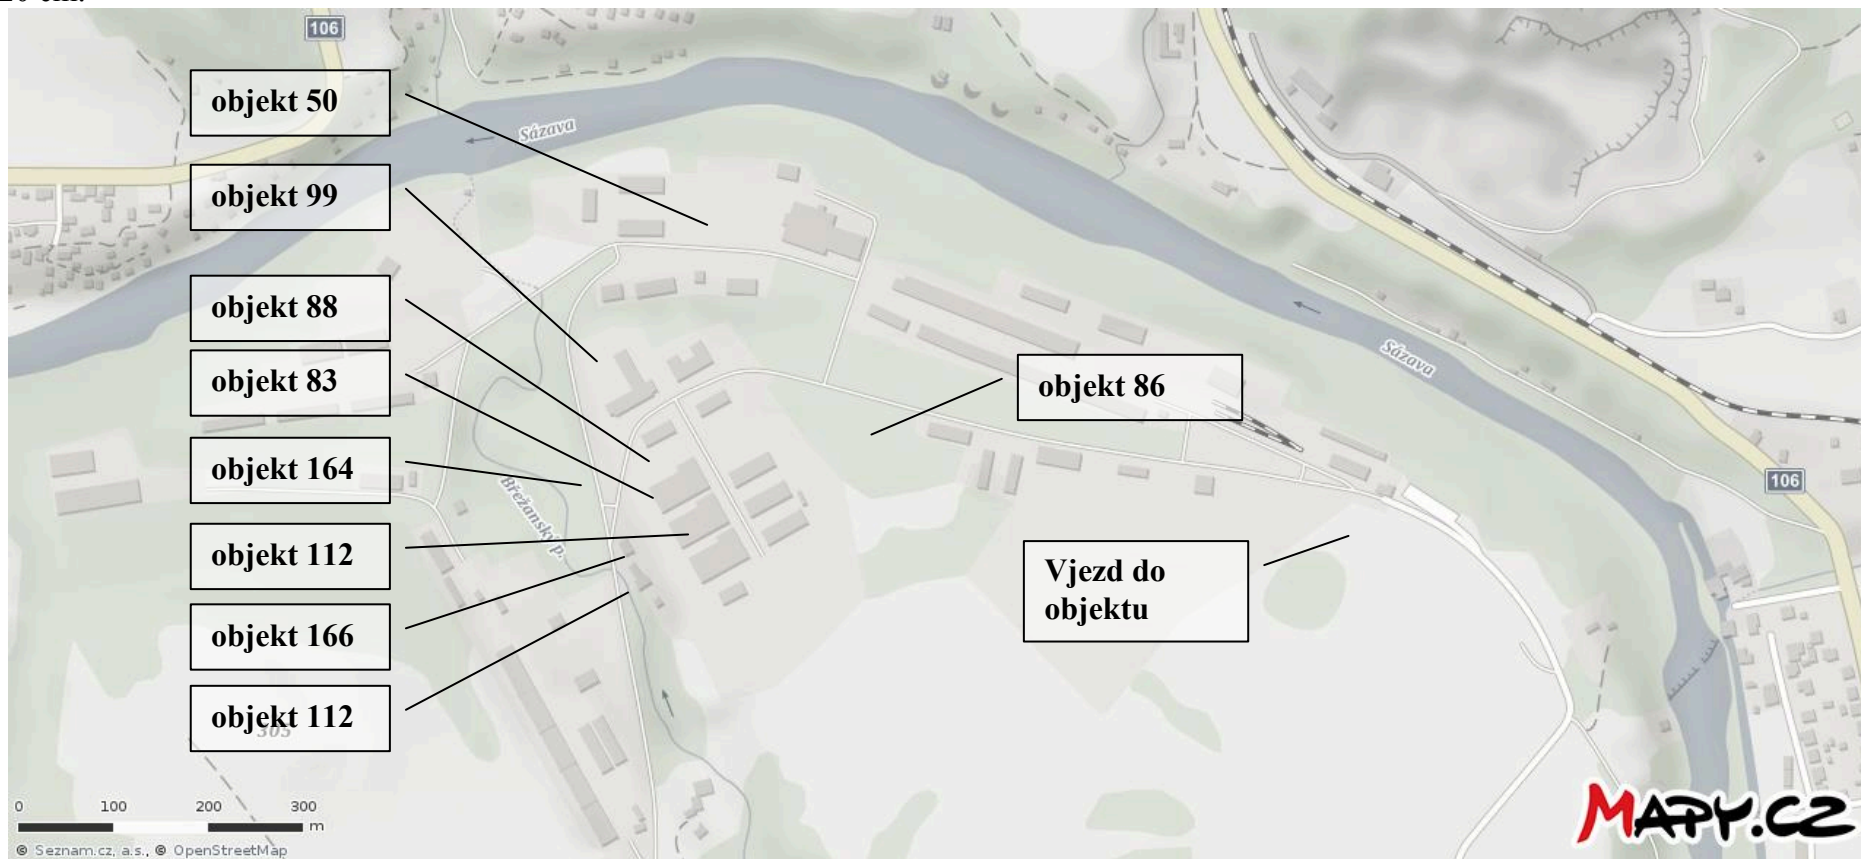 106
objekt 50
Sázava
objekt 99
objekt 88
objekt 83
objekt 86
Sázava
objekt 164
Břežanský p.
106
objekt 112
Vjezd do
objektu
objekt 166
objekt 112
305
0 100 200 300
m
© Seznam.cz, a.s., © OpenStreetMap
MAPY.CZ